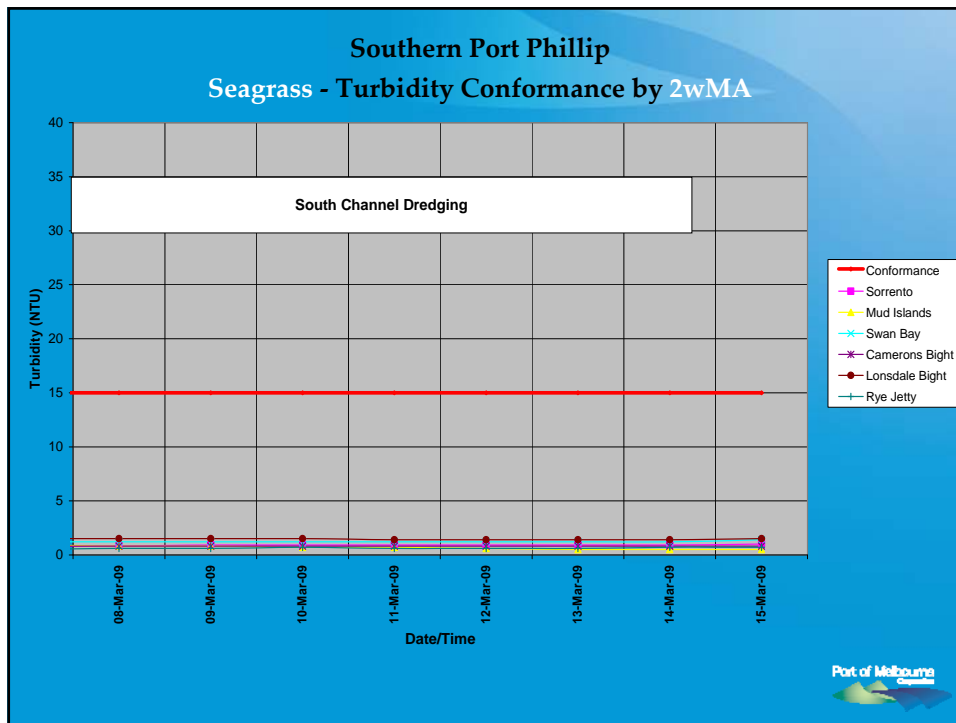 Southern Port Phillip
Seagrass - Turbidity Conformance by 2wMA
40
35
30
25
20
15
10
5
0
Turbidity (NTU)
South Channel Dredging
08-Mar-09
09-Mar-09
10-Mar-09
11-Mar-09
12-Mar-09
13-Mar-09
14-Mar-09
15-Mar-09
Date/Time
Conformance
Sorrento
Mud Islands
Swan Bay
Camerons Bight
Lonsdale Bight
Rye Jetty
Port of Melbourne
Corporation